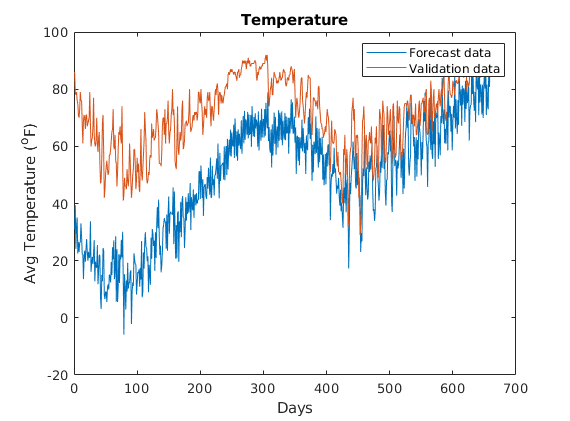 Temperature
100
80
60
40
20
0
-20
Avg Temperature (°F)
Forecast data
Validation data
0 100 200 300 400 500 600 700
Days